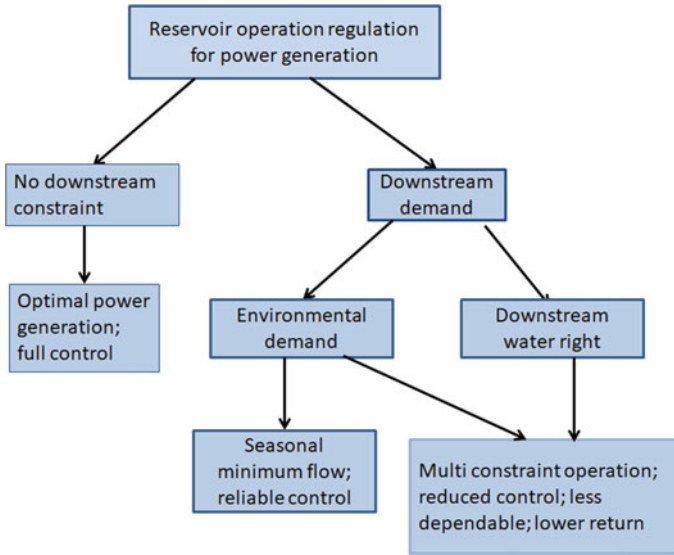 Reservoir operation regulation
for power generation
No downstream
constraint
Downstream
demand
Optimal power
generation;
full control
Environmental
demand
Downstream
water right
Seasonal
minimum flow;
reliable control
Multi constraint operation;
reduced control; less
dependable; lower return